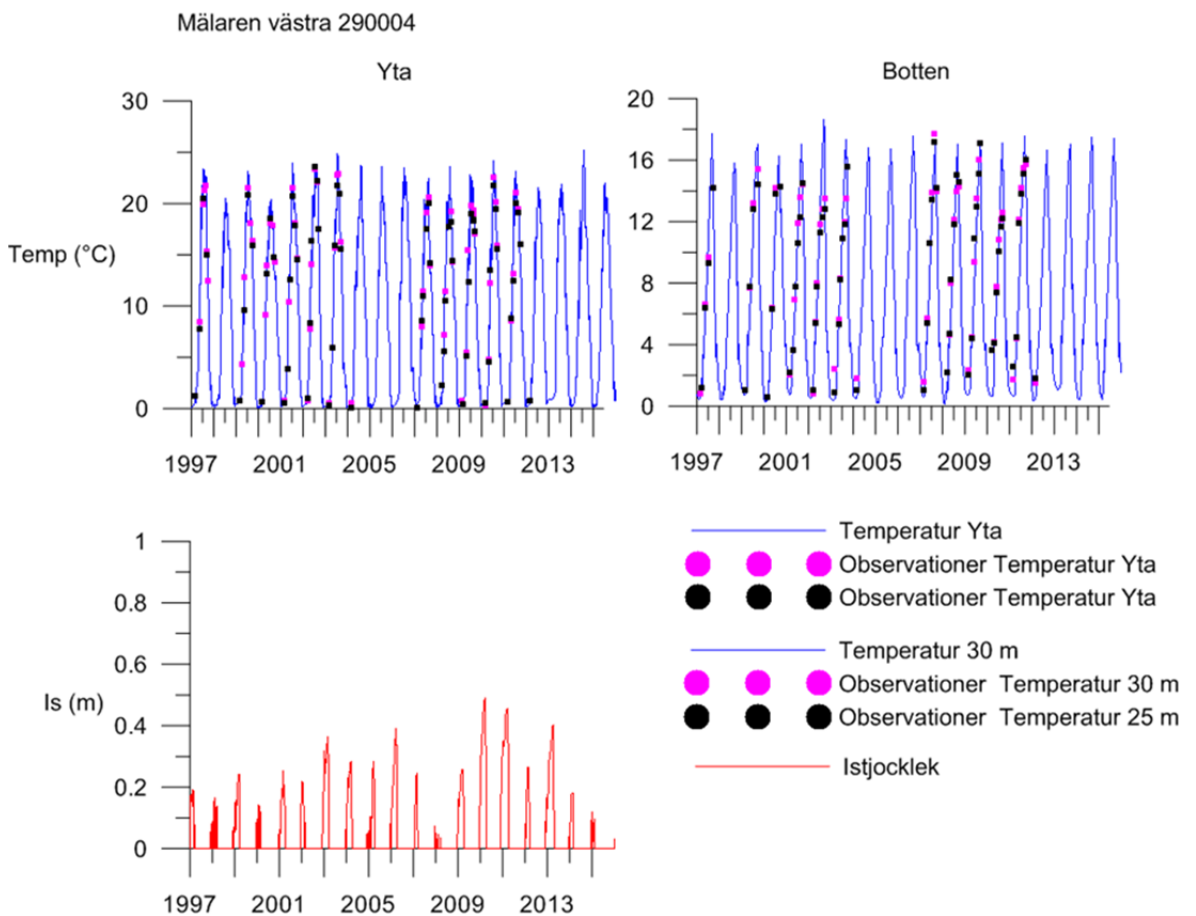 Mälaren västra 290004
Yta
30
20
10
0
Temp (°C)
1997 2001 2005 2009 2013
Botten
20
16
12
8
4
0
1997 2001 2005 2009 2013
1
0.8
0.6
0.4
0.2
0
Is (m)
1997 2001 2005 2009 2013
Temperatur Yta
Observationer Temperatur Yta
Observationer Temperatur Yta
Temperatur 30 m
Observationer Temperatur 30 m
Observationer Temperatur 25 m
Istjocklek